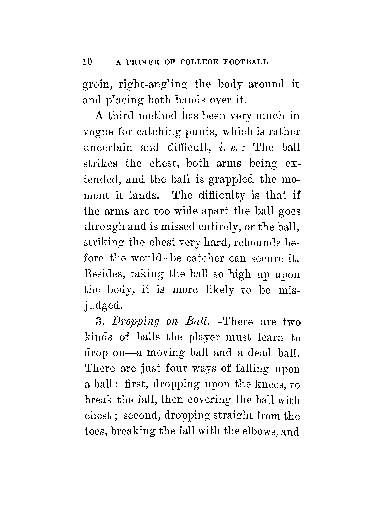 10 A PRIMER OF COLLEGE FOOTBALL
groin, right-angling the body around it
and placing both hands over it.
A third method has been very much in
vogue for catching punts, which is rather
uncertain and difficult, i. e.: The ball
strikes the chest, both arms being ex-
tended, and the ball is grappled the mo-
ment it lands. The difficulty is that if
the arms are too wide apart the ball goes
through and is missed entirely, or the ball,
striking the chest very hard, rebounds be-
fore the would-be catcher can secure it.
Besides, taking the ball so high up upon
the body, it is more likely to be mis-
judged.
3. Dropping on Ball.—There are two
kinds of balls the player must learn to
drop on—a moving ball and a dead ball.
There are just four ways of falling upon
a ball: first, dropping upon the knees, to
break the fall, then covering the ball with
chest; second, dropping straight from the
toes, breaking the fall with the elbows, and